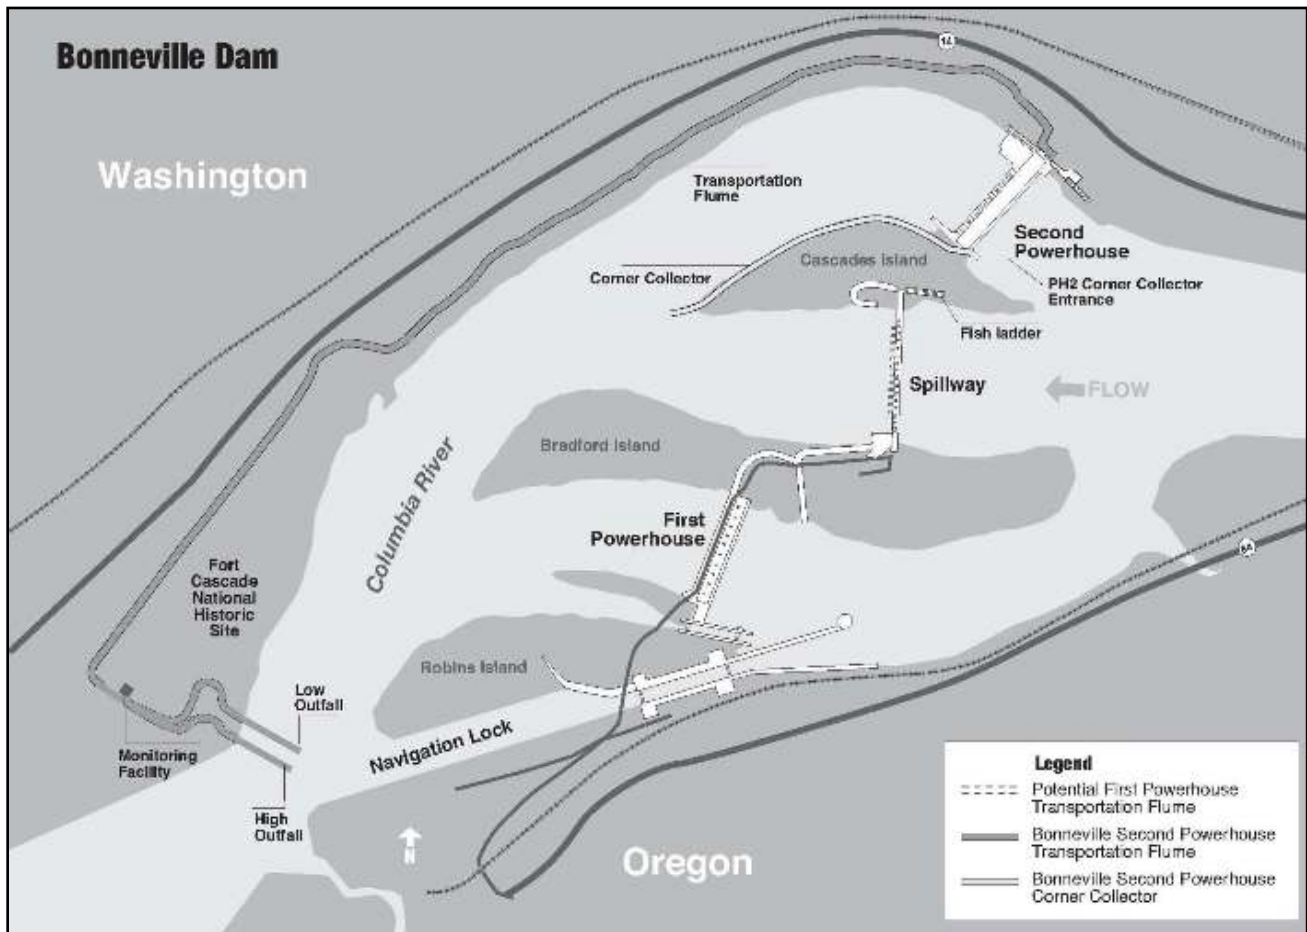 Bonneville Dam
14
Washington
Transportation
Flume
Second
Powerhouse
Cascades Island
Corner Collector
PH2 Corner Collector
Entrance
Fish ladder
Spillway
FLOW
Bradford Island
Columbia River
First
Powerhouse
84
Fort
Cascade
National
Historic
Site
Robins Island
Low
Outfall
Navigation Lock
Monitoring
Facility
High
Outfall
N
Oregon
Legend
Potential First Powerhouse
Transportation Flume
Bonneville Second Powerhouse
Transportation Flume
Bonneville Second Powerhouse
Corner Collector